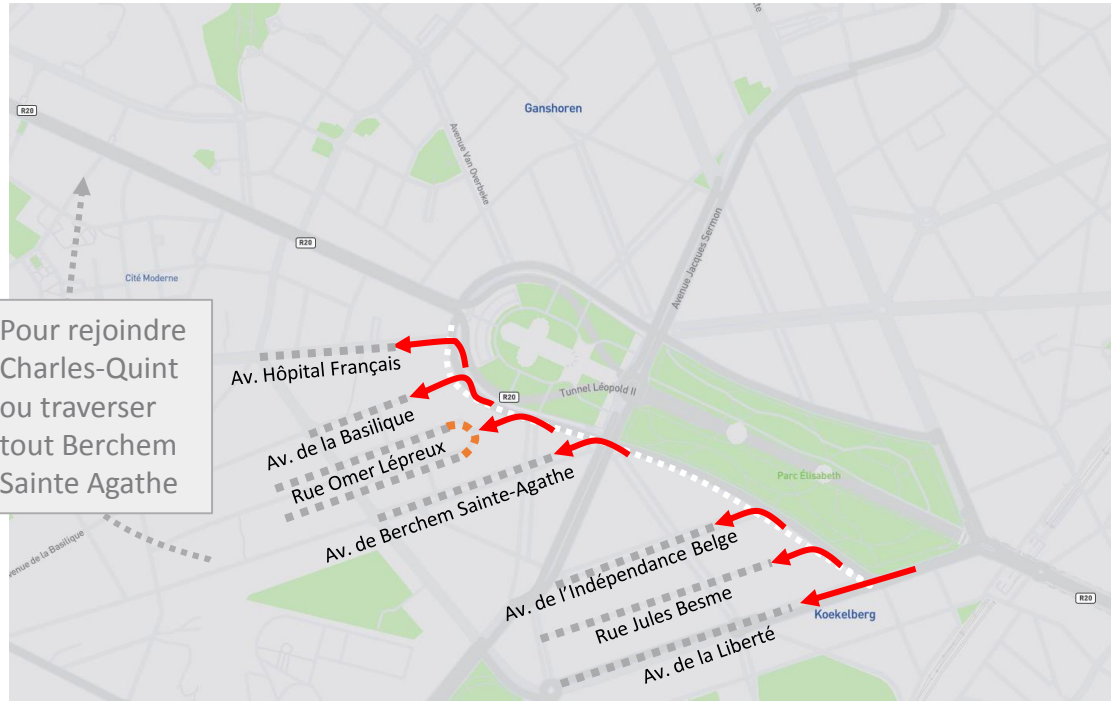 R20
Ganshoren
Avenue Van Overbeke
R20
Cité Moderne
Avenue Jacques Sermon
Pour rejoindre
Charles-Quint
ou traverser
tout Berchem
Sainte Agathe
Av. Hôpital Français
R20
Tunnel Léopold II
Av. de la Basilique
Rue Omer Lépreux
Av. de Berchem Sainte-Agathe
Parc Élisabeth
venue de la Basilique
Av. de l'Indépendance Belge
Rue Jules Besme
Av. de la Liberté
Koekelberg
R20